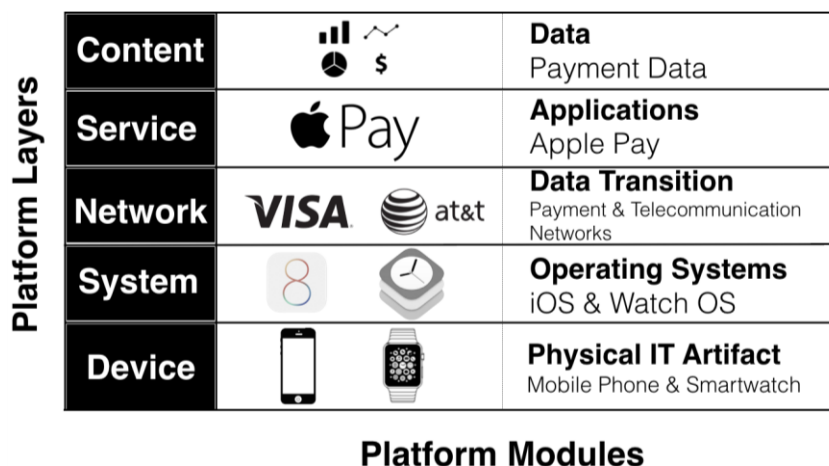 Platform Layers
Content
$
Data
Payment Data
Service
Pay
Applications
Apple Pay
Network
VISA
at&t
Data Transition
Payment & Telecommunication
Networks
System
8
Operating Systems
iOS & Watch OS
Device
Physical IT Artifact
Mobile Phone & Smartwatch
Platform Modules